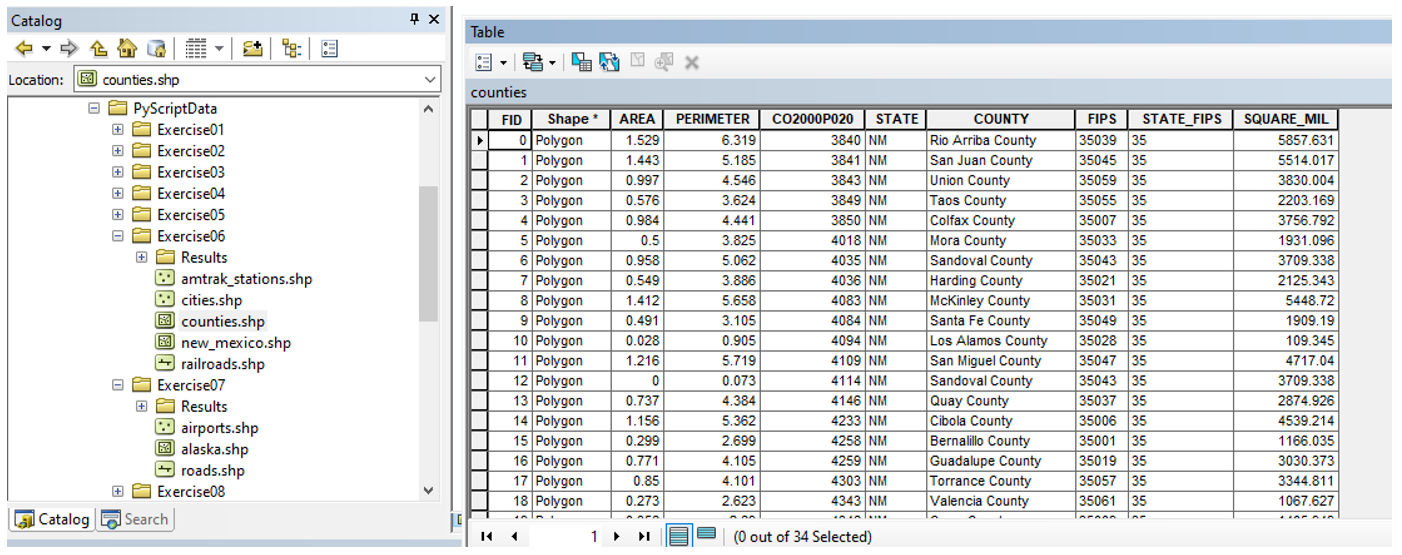 Catalog
Location: counties.shp
PyScriptData
Exercise01
Exercise02
Exercise03
Exercise04
Exercise05
Exercise06
Results
amtrak_stations.shp
cities.shp
counties.shp
new_mexico.shp
railroads.shp
Exercise07
Results
airports.shp
alaska.shp
roads.shp
Exercise08
Catalog Search
Table
counties
FID Shape * AREA PERIMETER CO2000P020 STATE COUNTY FIPS STATE_FIPS SQUARE_MIL
0 Polygon 1.529 6.319 3840 NM Rio Arriba County 35039 35 5857.631
1 Polygon 1.443 5.185 3841 NM San Juan County 35045 35 5514.017
2 Polygon 0.997 4.546 3843 NM Union County 35059 35 3830.004
3 Polygon 0.576 3.624 3849 NM Taos County 35055 35 2203.169
4 Polygon 0.984 4.441 3850 NM Colfax County 35007 35 3756.792
5 Polygon 0.5 3.825 4018 NM Mora County 35033 35 1931.096
6 Polygon 0.958 5.062 4035 NM Sandoval County 35043 35 3709.338
7 Polygon 0.549 3.886 4036 NM Harding County 35021 35 2125.343
8 Polygon 1.412 5.658 4083 NM McKinley County 35031 35 5448.72
9 Polygon 0.491 3.105 4084 NM Santa Fe County 35049 35 1909.19
10 Polygon 0.028 0.905 4094 NM Los Alamos County 35028 35 109.345
11 Polygon 1.216 5.719 4109 NM San Miguel County 35047 35 4717.04
12 Polygon 0 0.073 4114 NM Sandoval County 35043 35 3709.338
13 Polygon 0.737 4.384 4146 NM Quay County 35037 35 2874.926
14 Polygon 1.156 5.362 4233 NM Cibola County 35006 35 4539.214
15 Polygon 0.299 2.699 4258 NM Bernalillo County 35001 35 1166.035
16 Polygon 0.771 4.105 4259 NM Guadalupe County 35019 35 3030.373
17 Polygon 0.85 4.101 4303 NM Torrance County 35057 35 3344.811
18 Polygon 0.273 2.623 4343 NM Valencia County 35061 35 1067.627
1 (0 out of 34 Selected)